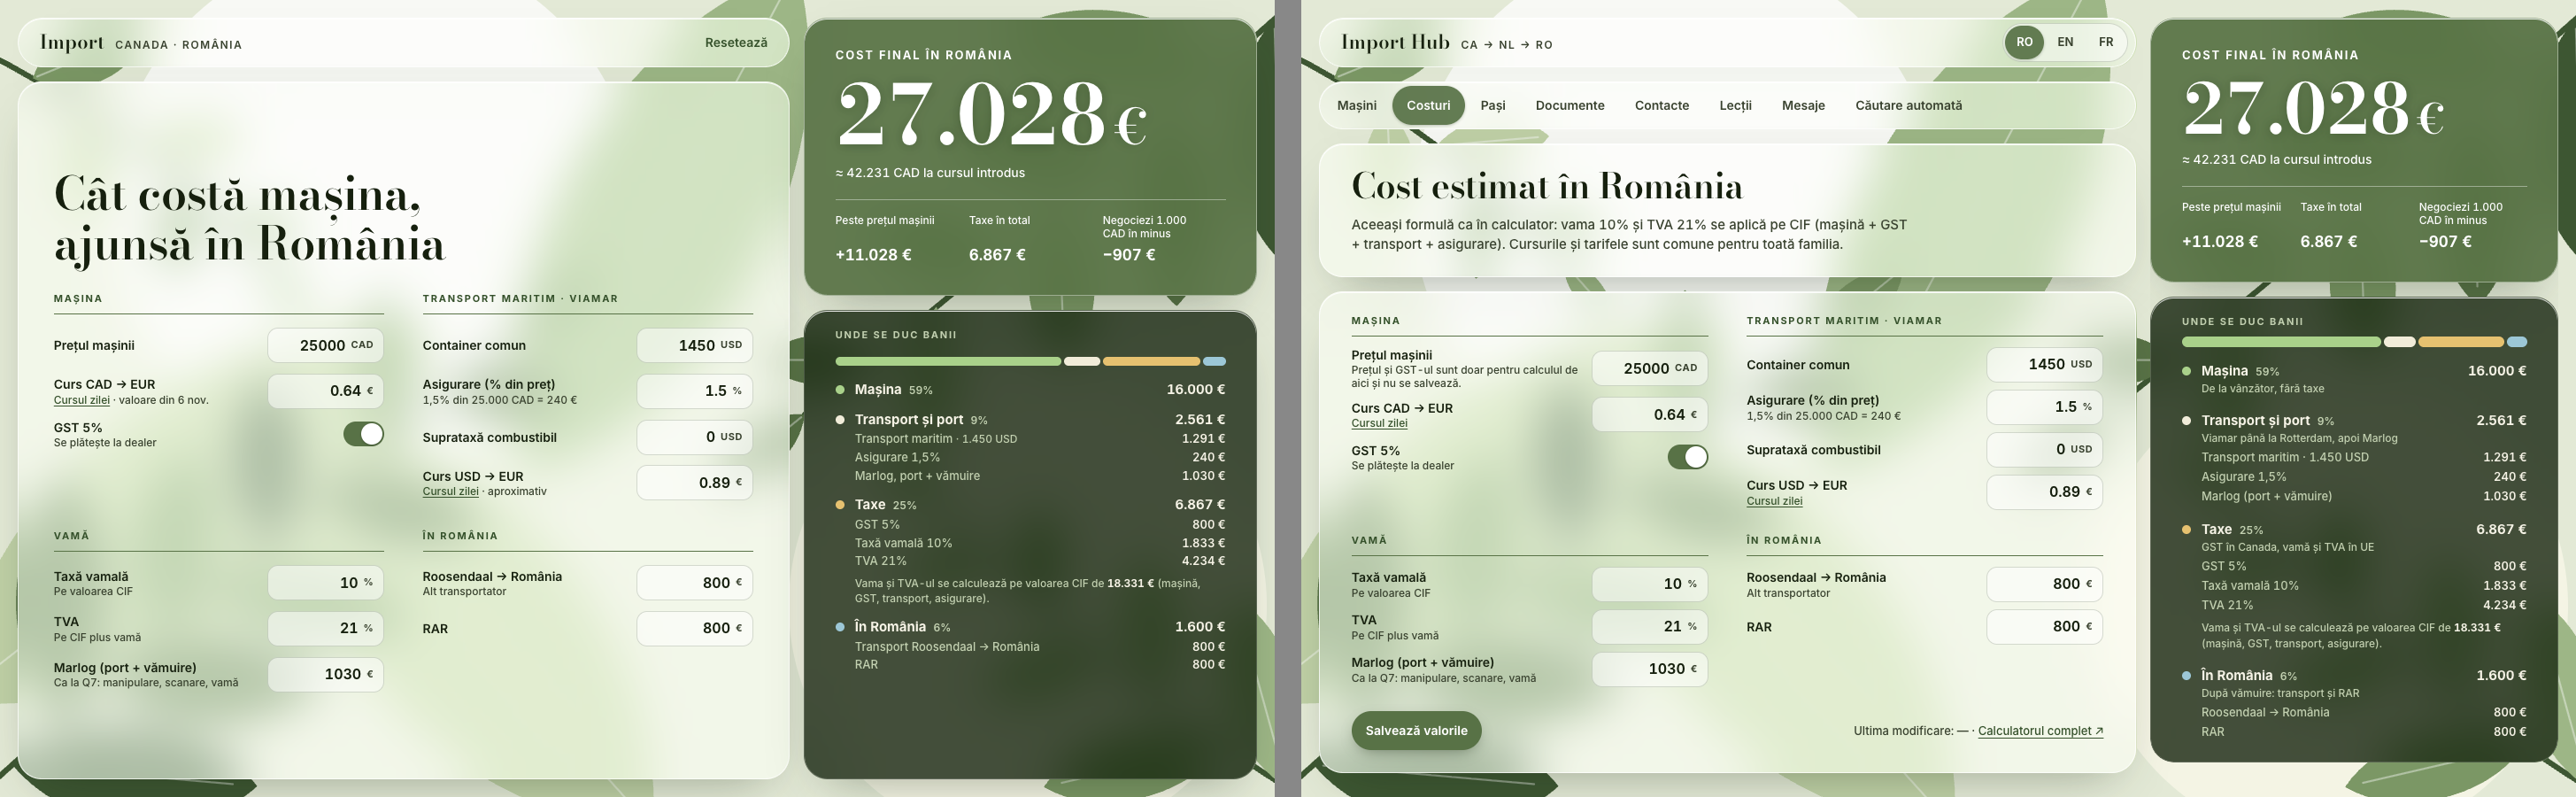 Import CANADA · ROMÂNIA
Resetează
Cât costă mașina,
ajunsă în România
MAȘINA
Prețul mașinii 25000 CAD
Curs CAD → EUR 0.64 €
Cursul zilei · valoare din 6 nov.
GST 5%
Se plătește la dealer
TRANSPORT MARITIM · VIAMAR
Container comun 1450 USD
Asigurare (% din preț) 1.5 %
1,5% din 25.000 CAD = 240 €
Suprataxă combustibil 0 USD
Curs USD → EUR 0.89 €
Cursul zilei · aproximativ
VAMĂ
Taxă vamală 10 %
Pe valoarea CIF
TVA 21 %
Pe CIF plus vamă
Marlog (port + vămuire) 1030 €
Ca la Q7: manipulare, scanare, vamă
ÎN ROMÂNIA
Roosendaal → România 800 €
Alt transportator
RAR 800 €
COST FINAL ÎN ROMÂNIA
27.028 €
≈ 42.231 CAD la cursul introdus
Peste prețul mașinii
+11.028 €
Taxe în total
6.867 €
Negociezi 1.000
CAD în minus
−907 €
UNDE SE DUC BANII
Mașina 59% 16.000 €
Transport și port 9% 2.561 €
Transport maritim · 1.450 USD 1.291 €
Asigurare 1,5% 240 €
Marlog, port + vămuire 1.030 €
Taxe 25% 6.867 €
GST 5% 800 €
Taxă vamală 10% 1.833 €
TVA 21% 4.234 €
Vama și TVA-ul se calculează pe valoarea CIF de 18.331 € (mașină,
GST, transport, asigurare).
În România 6% 1.600 €
Transport Roosendaal → România 800 €
RAR 800 €
Import Hub CA → NL → RO
RO EN FR
Mașini Costuri Pași Documente Contacte Lecții Mesaje Căutare automată
Cost estimat în România
Aceeași formulă ca în calculator: vama 10% și TVA 21% se aplică pe CIF (mașină + GST
+ transport + asigurare). Cursurile și tarifele sunt comune pentru toată familia.
MAȘINA
Prețul mașinii 25000 CAD
Prețul și GST-ul sunt doar pentru calculul de
aici și nu se salvează.
Curs CAD → EUR 0.64 €
Cursul zilei
GST 5%
Se plătește la dealer
TRANSPORT MARITIM · VIAMAR
Container comun 1450 USD
Asigurare (% din preț) 1.5 %
1,5% din 25.000 CAD = 240 €
Suprataxă combustibil 0 USD
Curs USD → EUR 0.89 €
Cursul zilei
VAMĂ
Taxă vamală 10 %
Pe valoarea CIF
TVA 21 %
Pe CIF plus vamă
Marlog (port + vămuire) 1030 €
Ca la Q7: manipulare, scanare, vamă
ÎN ROMÂNIA
Roosendaal → România 800 €
Alt transportator
RAR 800 €
Salvează valorile
Ultima modificare: — · Calculatorul complet ↗
COST FINAL ÎN ROMÂNIA
27.028 €
≈ 42.231 CAD la cursul introdus
Peste prețul mașinii
+11.028 €
Taxe în total
6.867 €
Negociezi 1.000
CAD în minus
−907 €
UNDE SE DUC BANII
Mașina 59% 16.000 €
De la vânzător, fără taxe
Transport și port 9% 2.561 €
Viamar până la Rotterdam, apoi Marlog
Transport maritim · 1.450 USD 1.291 €
Asigurare 1,5% 240 €
Marlog (port + vămuire) 1.030 €
Taxe 25% 6.867 €
GST în Canada, vamă și TVA în UE
GST 5% 800 €
Taxă vamală 10% 1.833 €
TVA 21% 4.234 €
Vama și TVA-ul se calculează pe valoarea CIF de 18.331 €
(mașină, GST, transport, asigurare).
În România 6% 1.600 €
După vămuire: transport și RAR
Roosendaal → România 800 €
RAR 800 €